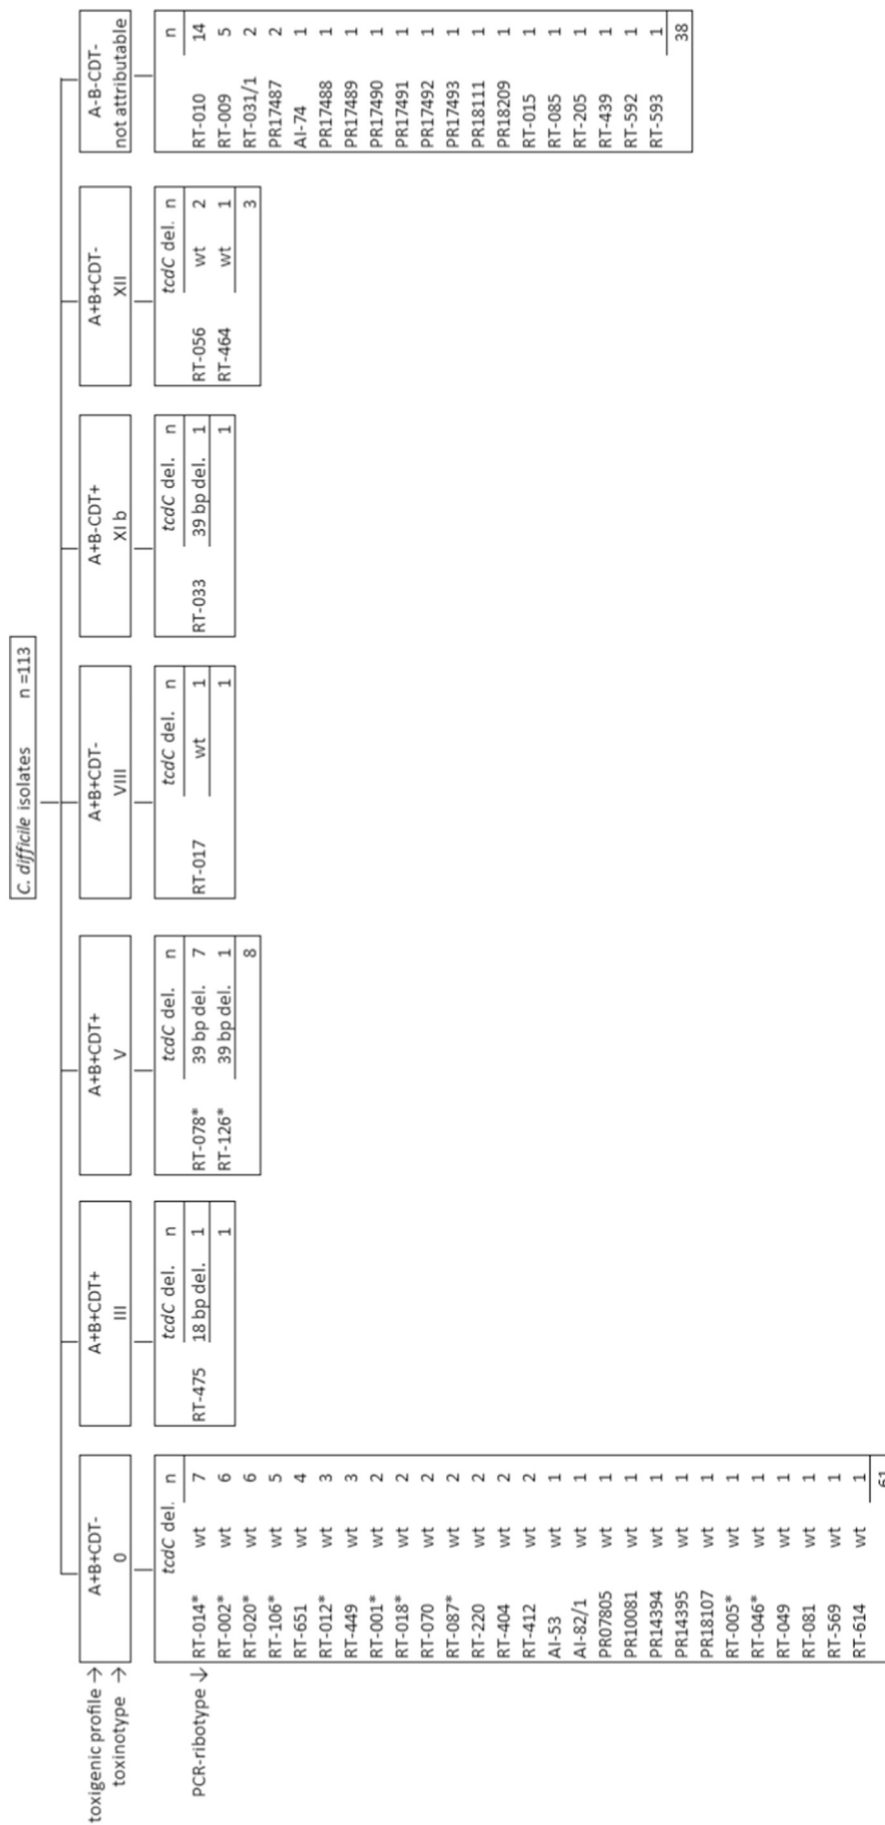 C. difficile isolates n =113
toxigenic profile →
toxinotype →
PCR-ribotype ↓
A+B+CDT-
0
tcdC del. n
RT-014* wt 7
RT-002* wt 6
RT-020* wt 6
RT-106* wt 5
RT-651 wt 4
RT-012* wt 3
RT-449 wt 3
RT-001* wt 2
RT-018* wt 2
RT-070 wt 2
RT-087* wt 2
RT-220 wt 2
RT-404 wt 2
RT-412 wt 2
AI-53 wt 1
AI-82/1 wt 1
PR07805 wt 1
PR10081 wt 1
PR14394 wt 1
PR14395 wt 1
PR18107 wt 1
RT-005* wt 1
RT-046* wt 1
RT-049 wt 1
RT-081 wt 1
RT-569 wt 1
RT-614 wt 1
61
A+B+CDT+
III
tcdC del. n
RT-475 18 bp del. 1
1
A+B+CDT+
V
tcdC del. n
RT-078* 39 bp del. 7
RT-126* 39 bp del. 1
8
A+B+CDT-
VIII
tcdC del. n
RT-017 wt 1
1
A+B-CDT+
XI b
tcdC del. n
RT-033 39 bp del. 1
1
A+B+CDT-
XII
tcdC del. n
RT-056 wt 2
RT-464 wt 1
3
A-B-CDT-
not attributable
n
RT-010 14
RT-009 5
RT-031/1 2
PR17487 2
AI-74 1
PR17488 1
PR17489 1
PR17490 1
PR17491 1
PR17492 1
PR17493 1
PR18111 1
PR18209 1
RT-015 1
RT-085 1
RT-205 1
RT-439 1
RT-592 1
RT-593 1
38